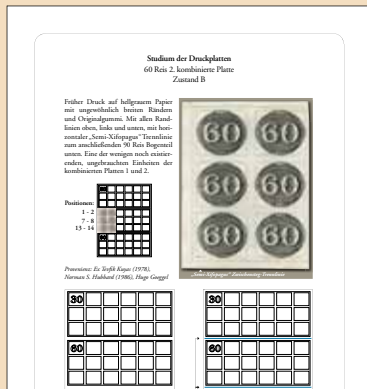 Studium der Druckplatten
60 Reis 2. kombinierte Platte
Zustand B
Früher Druck auf hellgrauem Papier
mit ungewöhnlich breiten Rändern
und Originalgummi. Mit allen Rand-
linien oben, links und unten, mit hori-
zontaler „Semi-Xifopagus" Trennlinie
zum anschließenden 90 Reis Bogenteil
unten. Eine der wenigen noch existier-
enden, ungebrauchten Einheiten der
kombinierten Platten 1 und 2.
60
60
60
60
60
60
60
Positionen:
1 - 2
7 - 8
13 - 14
60
Provenienz: Ex Tevfik Kuyas (1978),
Norman S. Hubbard (1986), Hugo Goeggel
„Semi-Xifopagus" Zwischensteg-Trennlinie
30
30
60
60